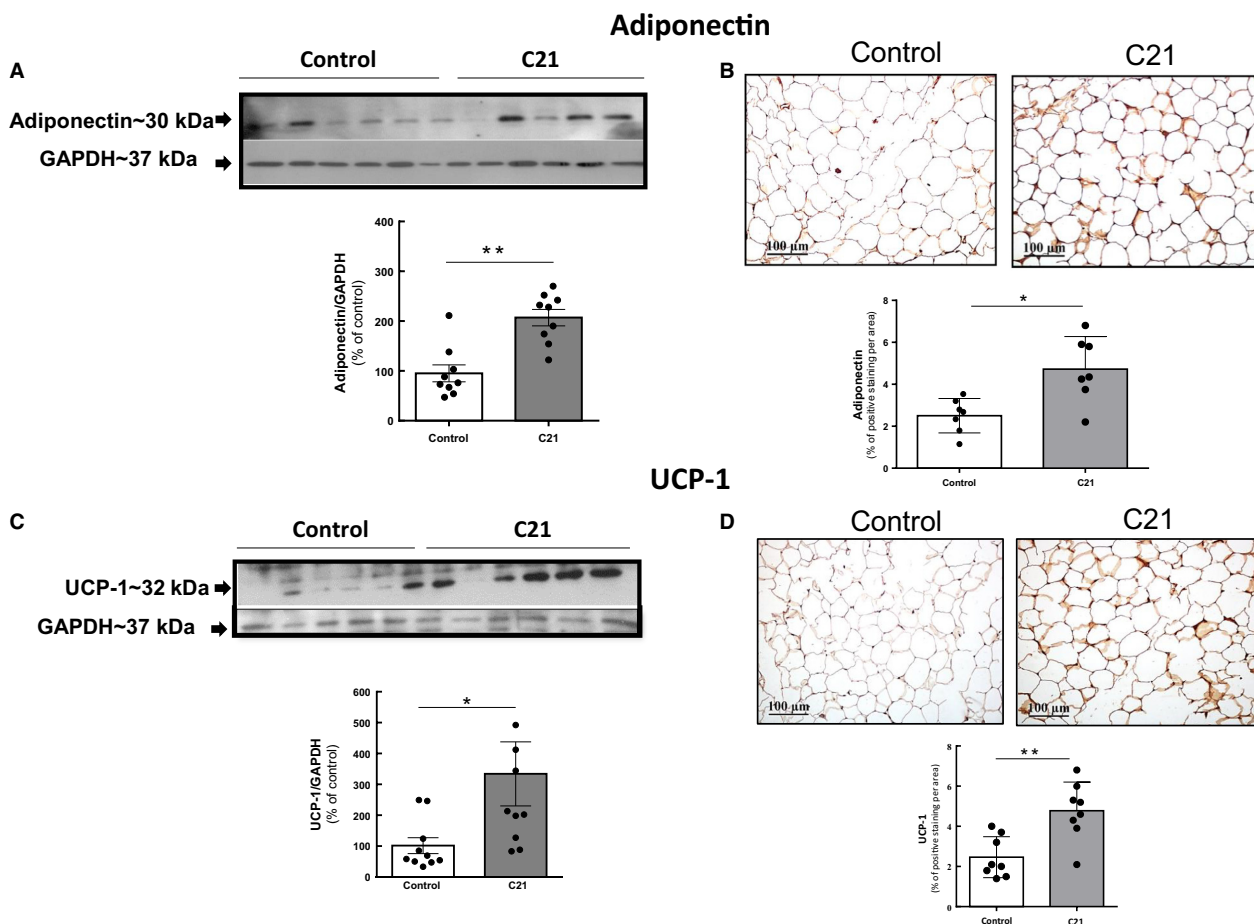 Adiponectin
A
Control
C21
Adiponectin~30 kDa
GAPDH~37 kDa
400
300
200
100
0
Adiponectin/GAPDH
(% of control)
**
Control
C21
B
Control
C21
100 µm
100 µm
8
6
4
2
0
Adiponectin
(% of positive staining per area)
*
Control
C21
UCP-1
C
Control
C21
UCP-1~32 kDa
GAPDH~37 kDa
600
500
400
300
200
100
0
UCP-1/GAPDH
(% of control)
*
Control
C21
D
Control
C21
100 µm
100 µm
8
6
4
2
0
UCP-1
(% of positive staining per area)
**
Control
C21